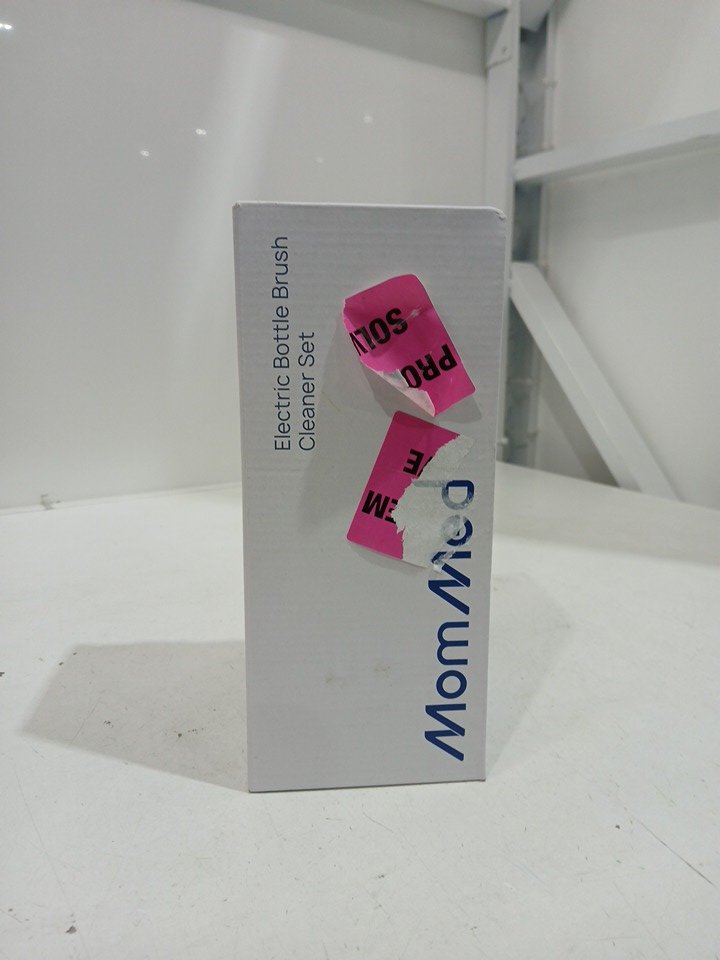 Electric Bottle Brush
Cleaner Set
MomMed
PRO
SOLV
EM